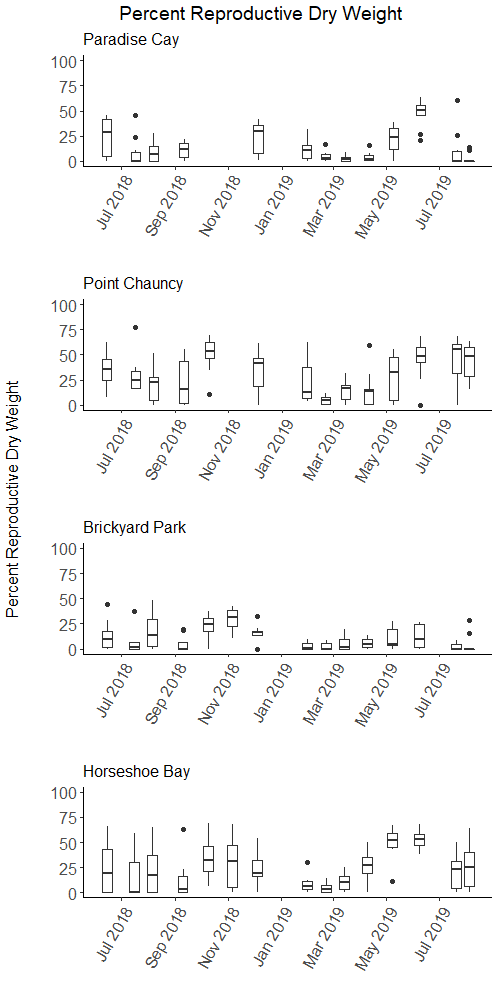 Percent Reproductive Dry Weight
Paradise Cay
100
75
50
25
0
Jul 2018
Sep 2018
Nov 2018
Jan 2019
Mar 2019
May 2019
Jul 2019
Point Chauncy
100
75
50
25
0
Jul 2018
Sep 2018
Nov 2018
Jan 2019
Mar 2019
May 2019
Jul 2019
Percent Reproductive Dry Weight
Brickyard Park
100
75
50
25
0
Jul 2018
Sep 2018
Nov 2018
Jan 2019
Mar 2019
May 2019
Jul 2019
Horseshoe Bay
100
75
50
25
0
Jul 2018
Sep 2018
Nov 2018
Jan 2019
Mar 2019
May 2019
Jul 2019